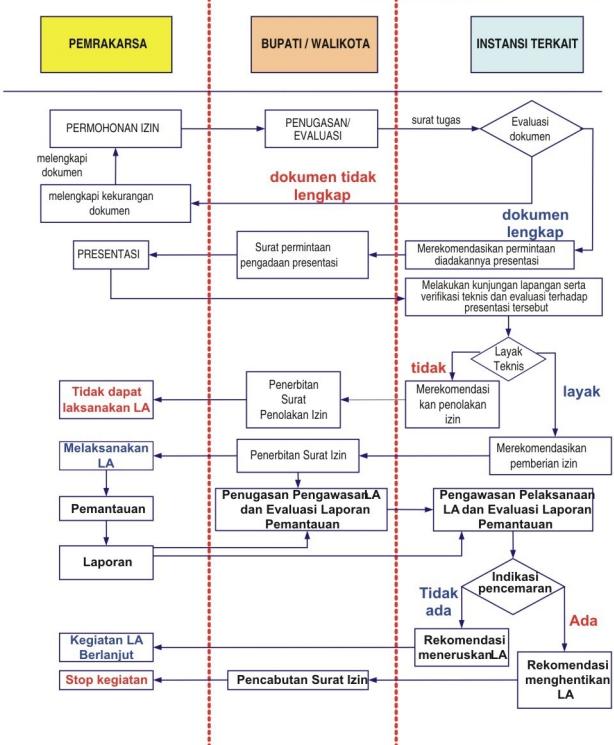 PEMRAKARSA
BUPATI / WALIKOTA
INSTANSI TERKAIT
PERMOHONAN IZIN
PENUGASAN/
EVALUASI
surat tugas
Evaluasi
dokumen
melengkapi
dokumen
melengkapi kekurangan
dokumen
dokumen tidak
lengkap
dokumen
lengkap
PRESENTASI
Surat permintaan
pengadaan presentasi
Merekomendasikan permintaan
diadakannya presentasi
Melakukan kunjungan lapangan serta
verifikasi teknis dan evaluasi terhadap
presentasi tersebut
Layak
Teknis
tidak
layak
Tidak dapat
laksanakan LA
Penerbitan
Surat
Penolakan Izin
Merekomendasi
kan penolakan
izin
Melaksanakan
LA
Penerbitan Surat Izin
Merekomendasikan
pemberian izin
Pemantauan
Penugasan PengawasanLA
dan Evaluasi Laporan
Pemantauan
Pengawasan Pelaksanaan
LA dan Evaluasi Laporan
Pemantauan
Laporan
Indikasi
pencemaran
Tidak
ada
Ada
Kegiatan LA
Berlanjut
Rekomendasi
meneruskanLA
Stop kegiatan
Pencabutan Surat Izin
Rekomendasi
menghentikan
LA